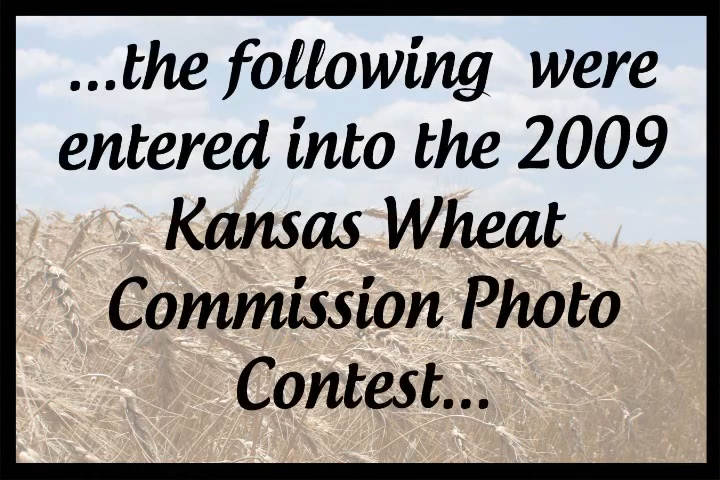 ...the following were
entered into the 2009
Kansas Wheat
Commission Photo
Contest...